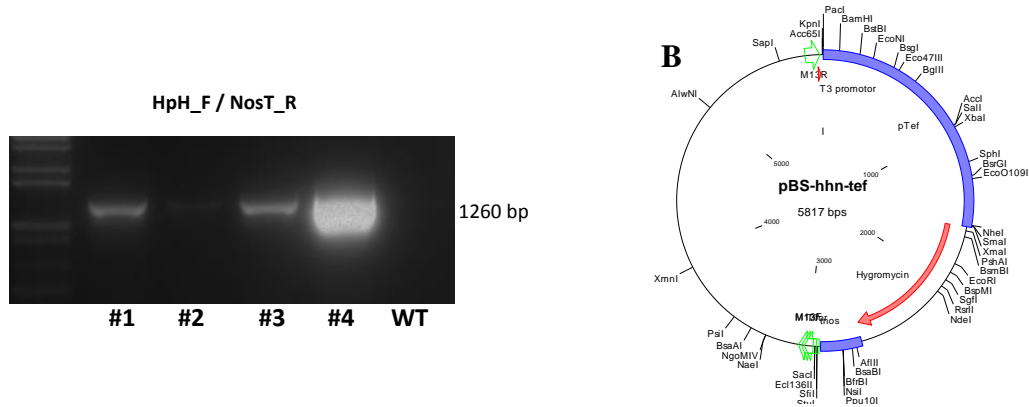 HpH_F / NosT_R
1260 bp
#1 #2 #3 #4 WT
B
PacI
KpnI
Acc65I
BamHI
BstBI
EcoNI
BsgI
Eco47III
BglII
SapI
M13R
T3 promotor
AlwNI
AccI
SalI
XbaI
pTef
I
SphI
BsrGI
EcoO109I
5000
1000
pBS-hhn-tef
5817 bps
4000
2000
3000
NheI
SmaI
XmaI
PshAI
BsmBI
EcoRI
BspMI
SgfI
RsrII
NdeI
Hygromycin
XmnI
PsiI
BsaAI
NgoMIV
NaeI
M13F
tnos
SacI
Ecl136II
SfiI
StuI
AflII
BsaBI
BfrBI
NsiI
Ppu10I